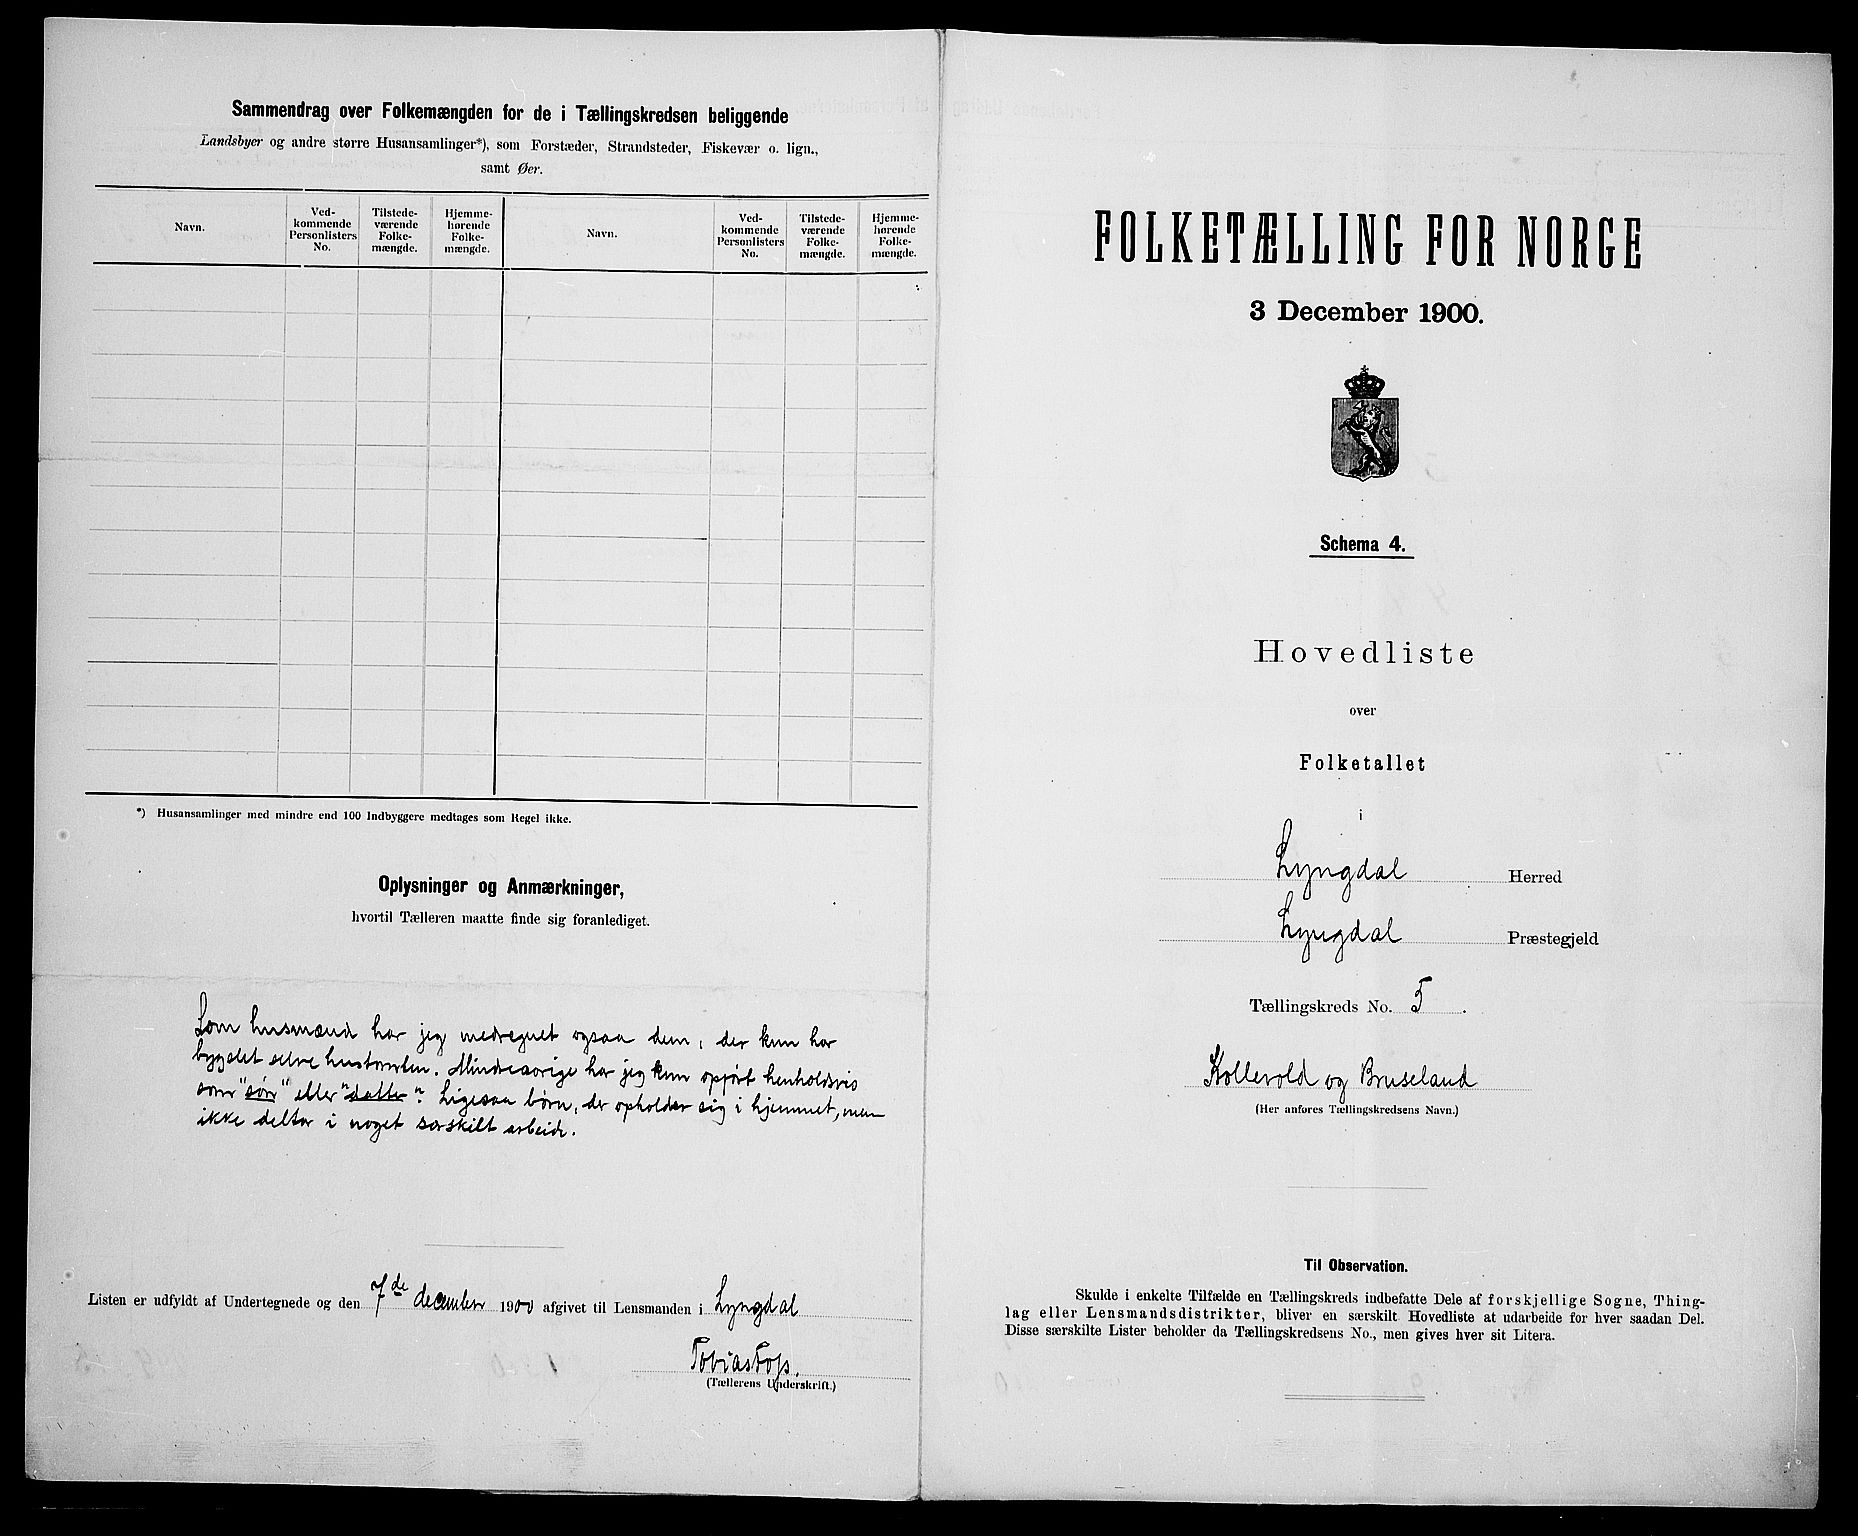 Sammendrag over Folkemængden for de i Tællingskredsen beliggende
Landsbyer og andre større Husansamlinger*), som Forstæder, Strandsteder, Fiskevær o. lign.,
samt Øer.
Navn.
Ved-
kommende
Personlisters
No.
Tilstede-
værende
Folke-
mængde.
Hjemme-
hørende
Folke-
mængde.
Navn.
Ved-
kommende
Personlisters
No.
Tilstede-
værende
Folke-
mængde.
Hjemme-
hørende
Folke-
mængde.
*) Husansamlinger med mindre end 100 Indbyggere medtages som Regel ikke.
Oplysninger og Anmærkninger,
hvortil Tælleren maatte finde sig foranlediget.
Som husmænd har jeg medregnet ogsaa dem, der kun har
bygslet selve hustomten. Mindreaarige har jeg kun opført henholdsvis
som "søn" eller "datter". Ligesaa børn, der opholder sig i hjemmet, men
ikke deltar i noget særskilt arbeide.
Listen er udfyldt af Undertegnede og den 7de december 1900 afgivet til Lensmanden i Lyngdal
Tobias Foss.
(Tællerens Underskrift.)
FOLKETÆLLING FOR NORGE
3 December 1900.
Schema 4.
Hovedliste
over
Folketallet
i
Lyngdal Herred
Lyngdal Præstegjeld
Tællingskreds No. 5.
Kollevold og Bruseland
(Her anføres Tællingskredsens Navn.)
Til Observation.
Skulde i enkelte Tilfælde en Tællingskreds indbefatte Dele af forskjellige Sogne, Thing-
lag eller Lensmandsdistrikter, bliver en særskilt Hovedliste at udarbeide for hver saadan Del.
Disse særskilte Lister beholder da Tællingskredsens No., men gives hver sit Litera.